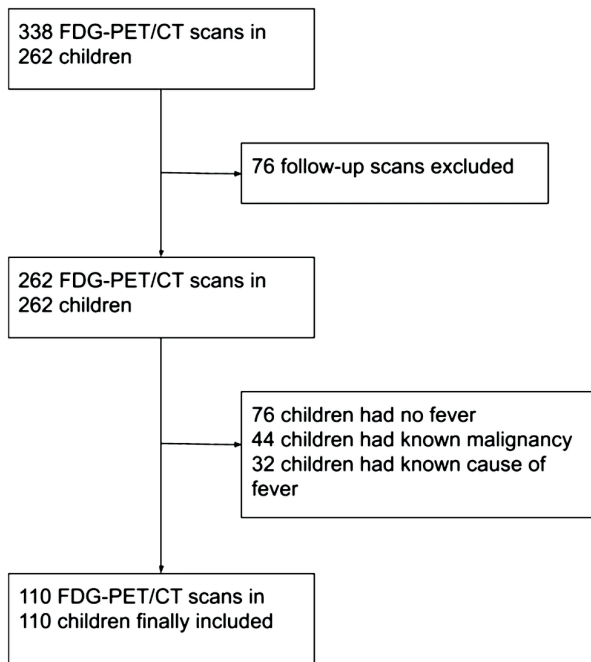 338 FDG-PET/CT scans in
262 children
76 follow-up scans excluded
262 FDG-PET/CT scans in
262 children
76 children had no fever
44 children had known malignancy
32 children had known cause of
fever
110 FDG-PET/CT scans in
110 children finally included